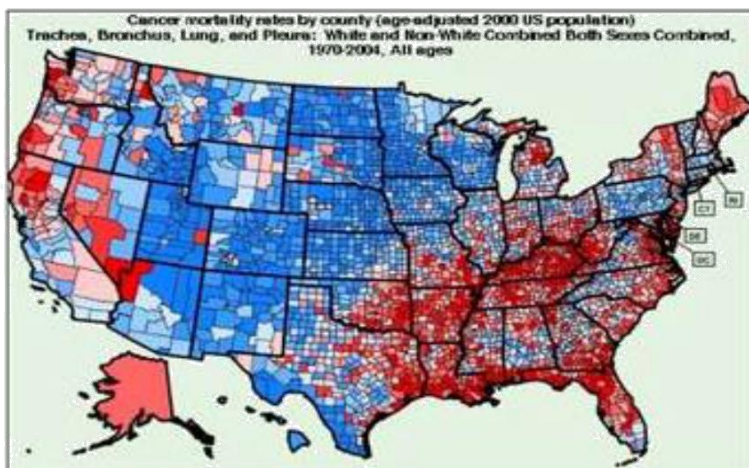 Cancer mortality rates by county (age-adjusted 2000 US population)
Trachea, Bronchus, Lung, and Pleura: White and Non-White Combined Both Sexes Combined,
1970-2004, All ages
CT
RI
DE
DC